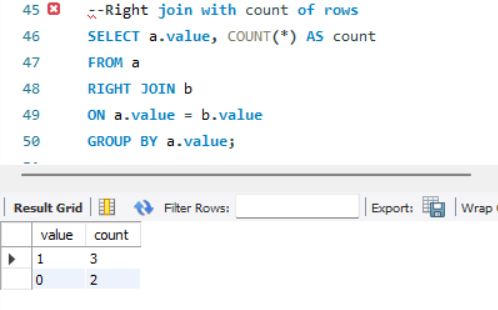 45 --Right join with count of rows
46 SELECT a.value, COUNT(*) AS count
47 FROM a
48 RIGHT JOIN b
49 ON a.value = b.value
50 GROUP BY a.value;
Result Grid Filter Rows: Export: Wrap
value count
1 3
0 2